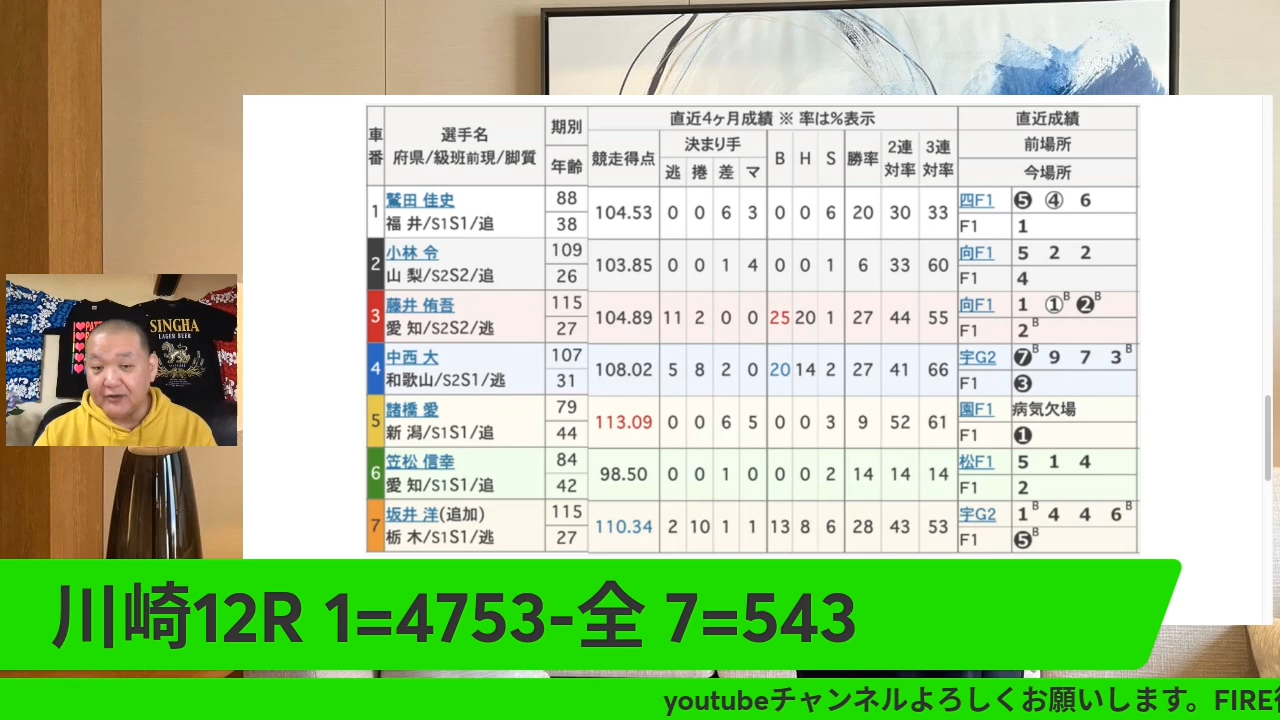 直近4ヶ月成績 ※ 率は%表示 直近成績
車番 選手名 府県/級班前現/脚質 期別 年齢 競走得点 決まり手 逃 捲 差 マ B H S 勝率 2連対率 3連対率 前場所 今場所
1 鷲田 佳史 88 104.53 0 0 6 3 0 0 6 20 30 33 四F1 ❺ ④ 6
福 井/S1S1/追 38 F1 1
2 小林 令 109 103.85 0 0 1 4 0 0 1 6 33 60 向F1 5 2 2
山 梨/S2S2/追 26 F1 4
3 藤井 侑吾 115 104.89 11 2 0 0 25 20 1 27 44 55 向F1 1 ①B ❷B
愛 知/S2S2/逃 27 F1 2B
4 中西 大 107 108.02 5 8 2 0 20 14 2 27 41 66 宇G2 ❼B 9 7 3B
和歌山/S2S1/逃 31 F1 ❸
5 諸橋 愛 79 113.09 0 0 6 5 0 0 3 9 52 61 園F1 病気欠場
新 潟/S1S1/追 44 F1 ❶
6 笠松 信幸 84 98.50 0 0 1 0 0 0 2 14 14 14 松F1 5 1 4
愛 知/S1S1/追 42 F1 2
7 坂井 洋(追加) 115 110.34 2 10 1 1 13 8 6 28 43 53 宇G2 1B 4 4 6B
栃 木/S1S1/逃 27 F1 ❺B
SINGHA
LAGER BEER
川崎12R 1=4753-全 7=543
youtubeチャンネルよろしくお願いします。FIRE